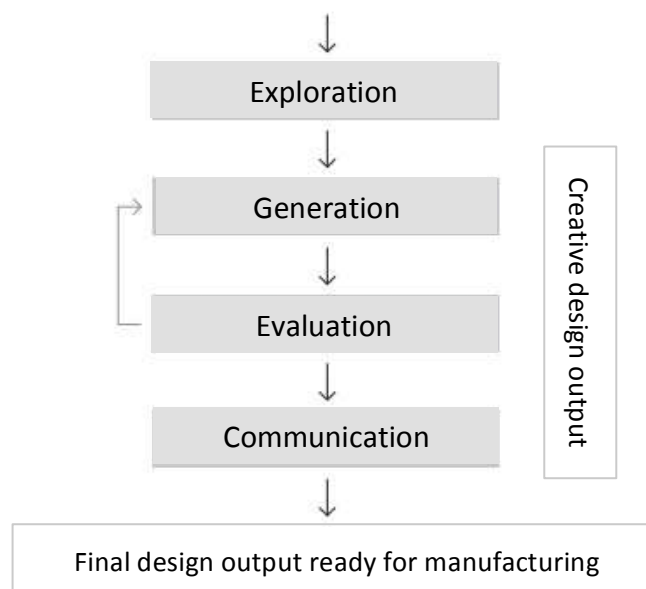 Exploration
Generation
Evaluation
Communication
Creative design output
Final design output ready for manufacturing